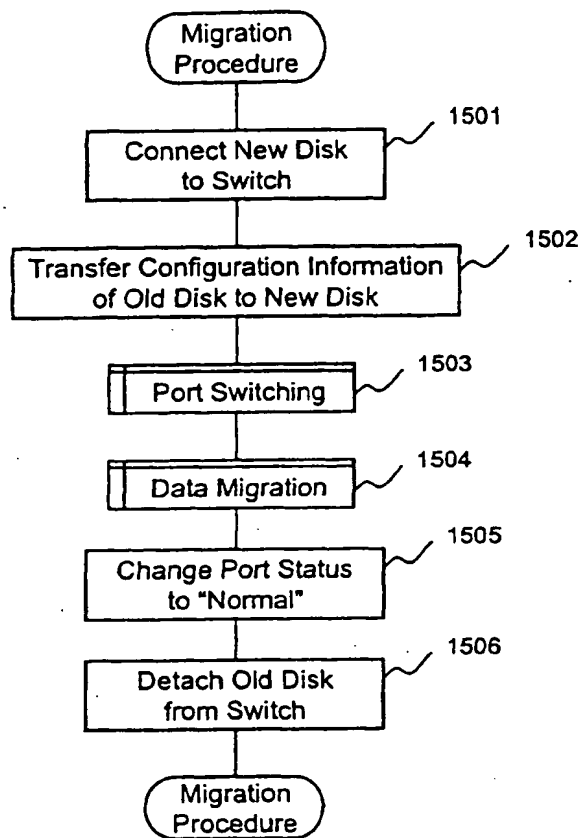 Migration
Procedure
1501
Connect New Disk
to Switch
1502
Transfer Configuration Information
of Old Disk to New Disk
1503
Port Switching
1504
Data Migration
1505
Change Port Status
to "Normal"
1506
Detach Old Disk
from Switch
Migration
Procedure